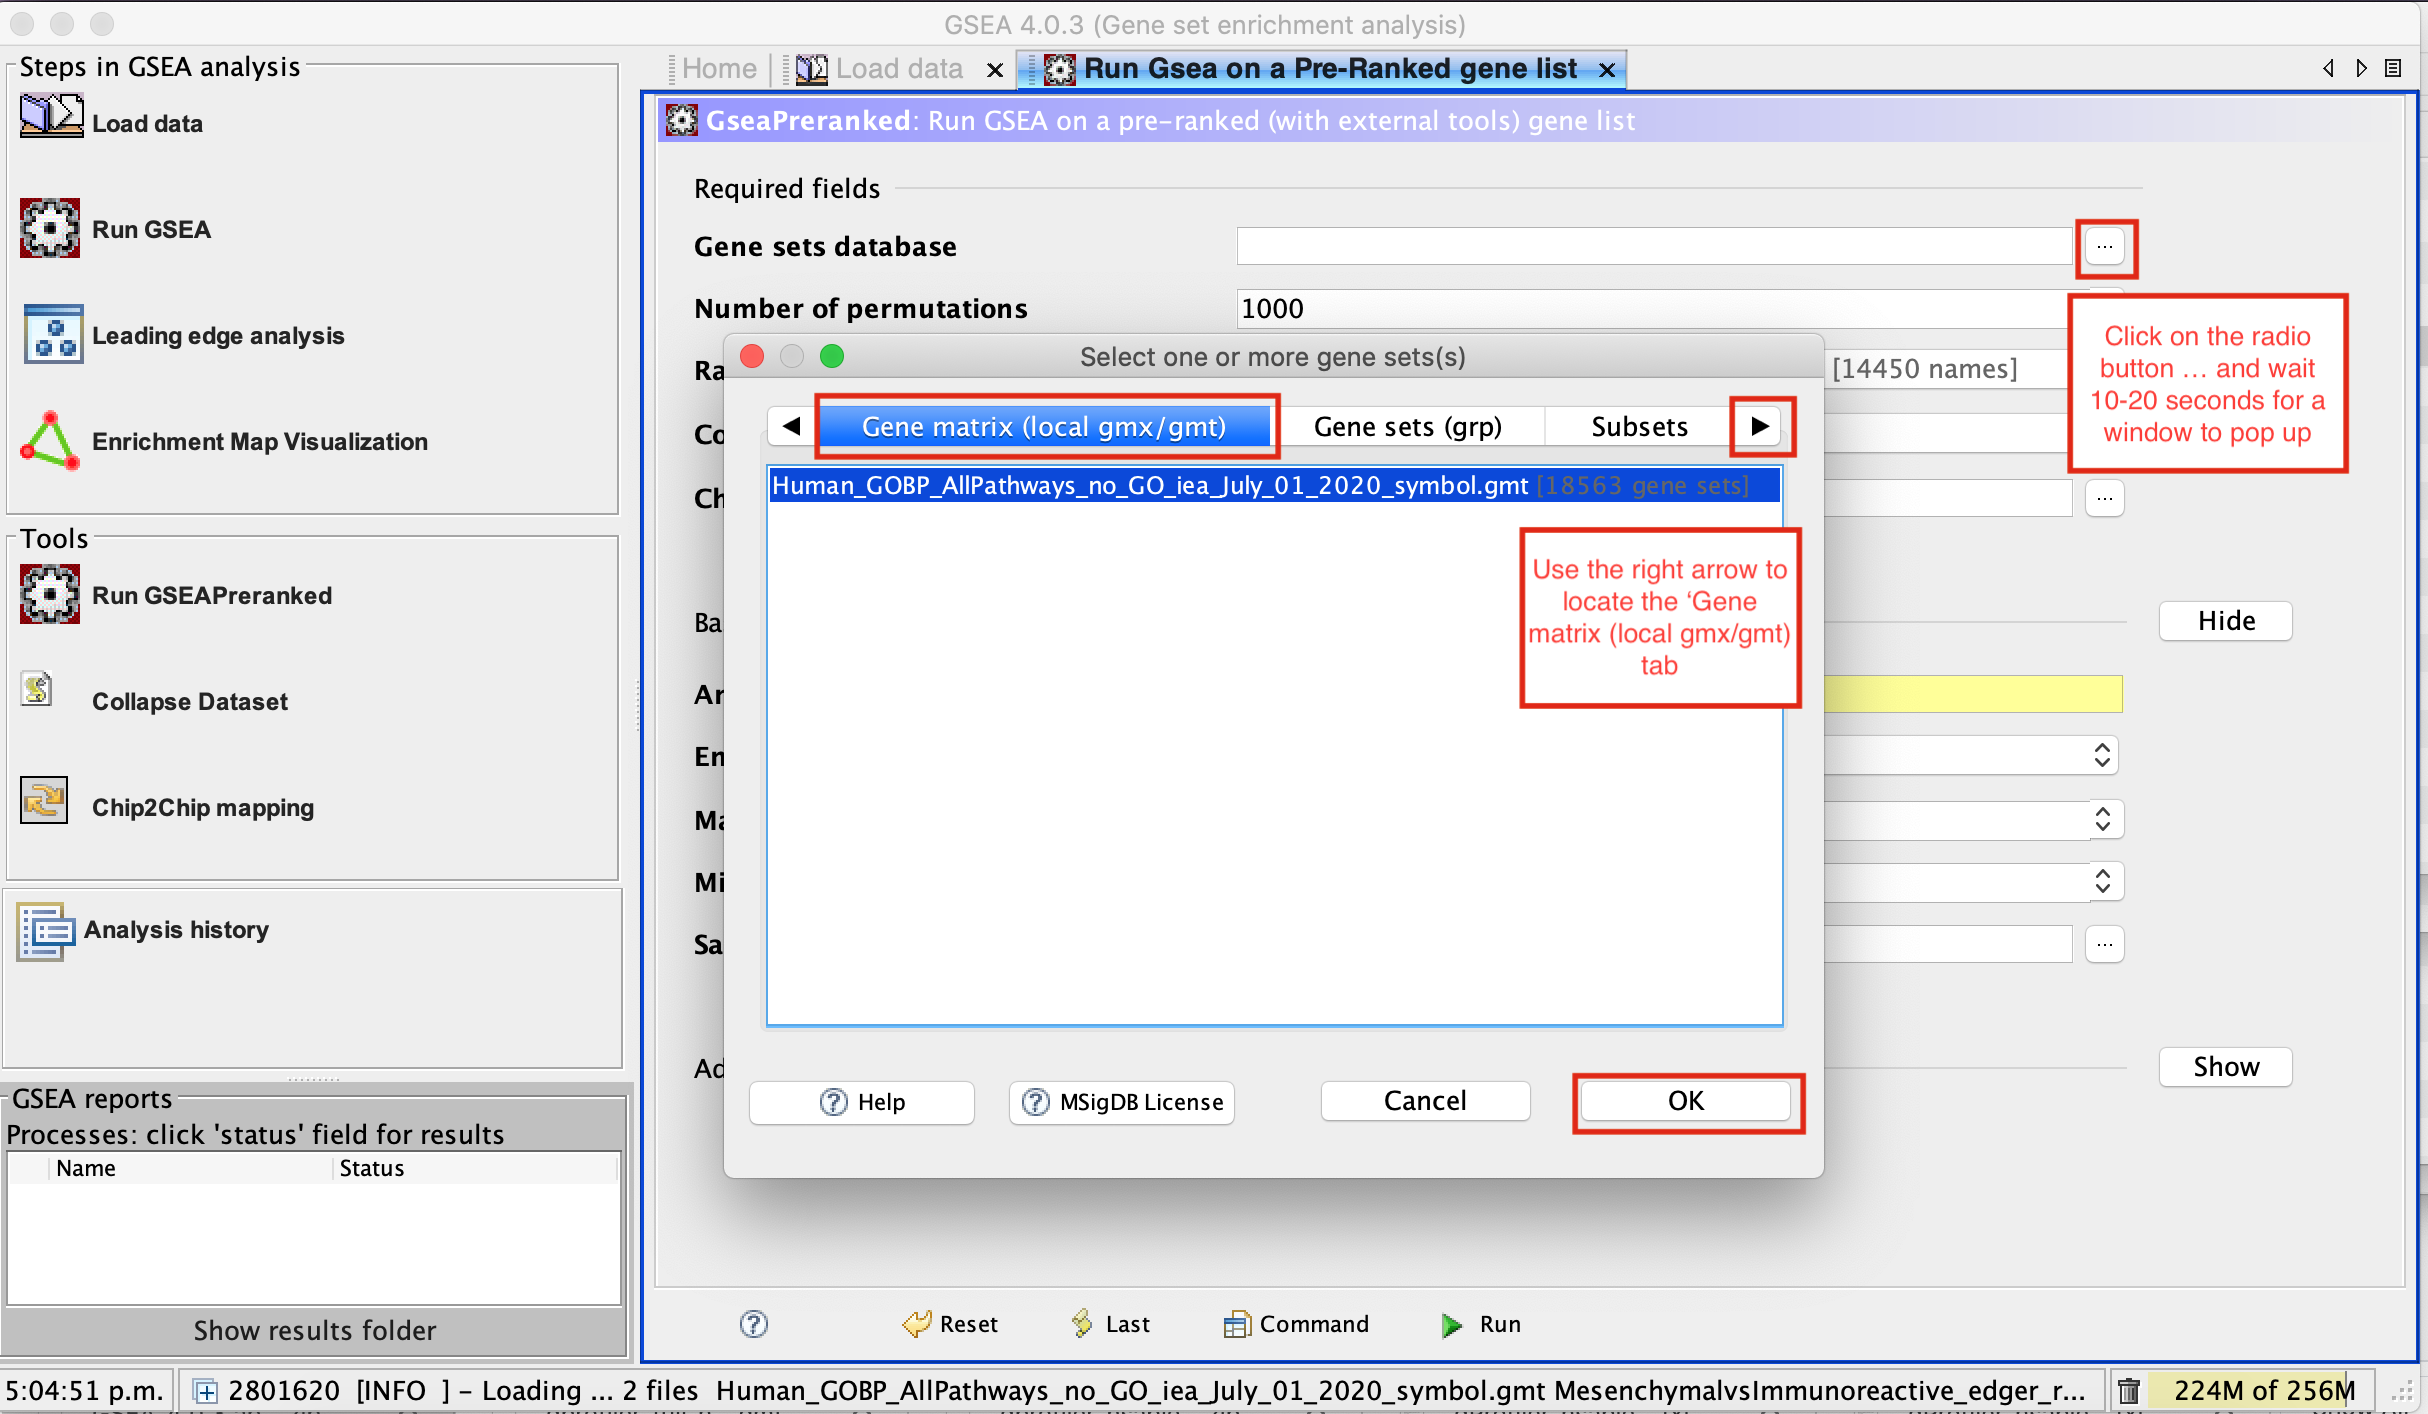 GSEA 4.0.3 (Gene set enrichment analysis)
Steps in GSEA analysis
Load data
Run GSEA
Leading edge analysis
Enrichment Map Visualization
Tools
Run GSEAPreranked
Collapse Dataset
Chip2Chip mapping
Analysis history
GSEA reports
Processes: click 'status' field for results
Name Status
Show results folder
Home Load data Run Gsea on a Pre-Ranked gene list
GseaPreranked: Run GSEA on a pre-ranked (with external tools) gene list
Required fields
Gene sets database ...
Number of permutations 1000
Ra [14450 names]
Co
Ch ...
Ba Hide
Ar
En
Ma
Mi
Sa ...
Ad Show
Click on the radio
button ... and wait
10-20 seconds for a
window to pop up
Select one or more gene sets(s)
Gene matrix (local gmx/gmt) Gene sets (grp) Subsets
Human_GOBP_AllPathways_no_GO_iea_July_01_2020_symbol.gmt [18563 gene sets]
Use the right arrow to
locate the ‘Gene
matrix (local gmx/gmt)
tab
Help MSigDB License Cancel OK
Reset Last Command Run
5:04:51 p.m. 2801620 [INFO ] - Loading ... 2 files Human_GOBP_AllPathways_no_GO_iea_July_01_2020_symbol.gmt MesenchymalvsImmunoreactive_edger_r... 224M of 256M